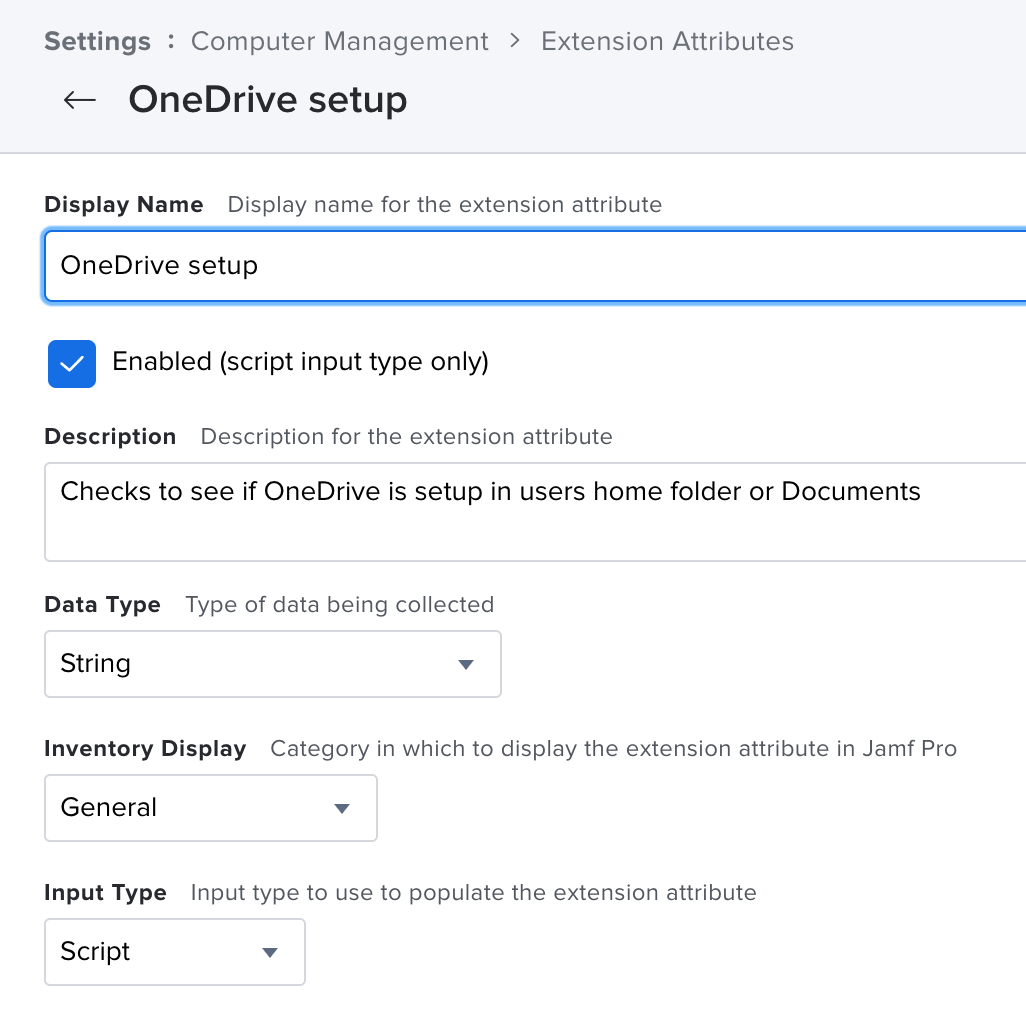 Settings : Computer Management > Extension Attributes
← OneDrive setup
Display Name Display name for the extension attribute
OneDrive setup
Enabled (script input type only)
Description Description for the extension attribute
Checks to see if OneDrive is setup in users home folder or Documents
Data Type Type of data being collected
String
Inventory Display Category in which to display the extension attribute in Jamf Pro
General
Input Type Input type to use to populate the extension attribute
Script